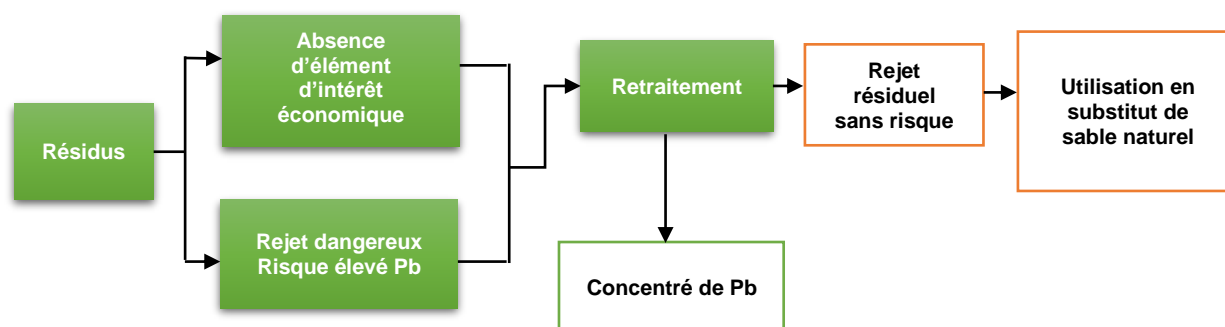 Résidus
Absence
d'élément
d'intérêt
économique
Rejet dangereux
Risque élevé Pb
Retraitement
Concentré de Pb
Rejet
résiduel
sans risque
Utilisation en
substitut de
sable naturel